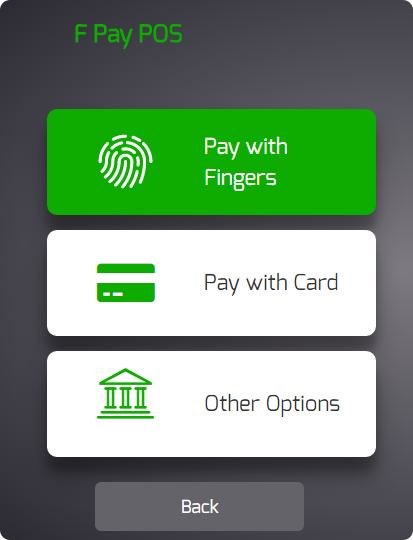 F Pay POS
Pay with
Fingers
Pay with Card
Other Options
Back